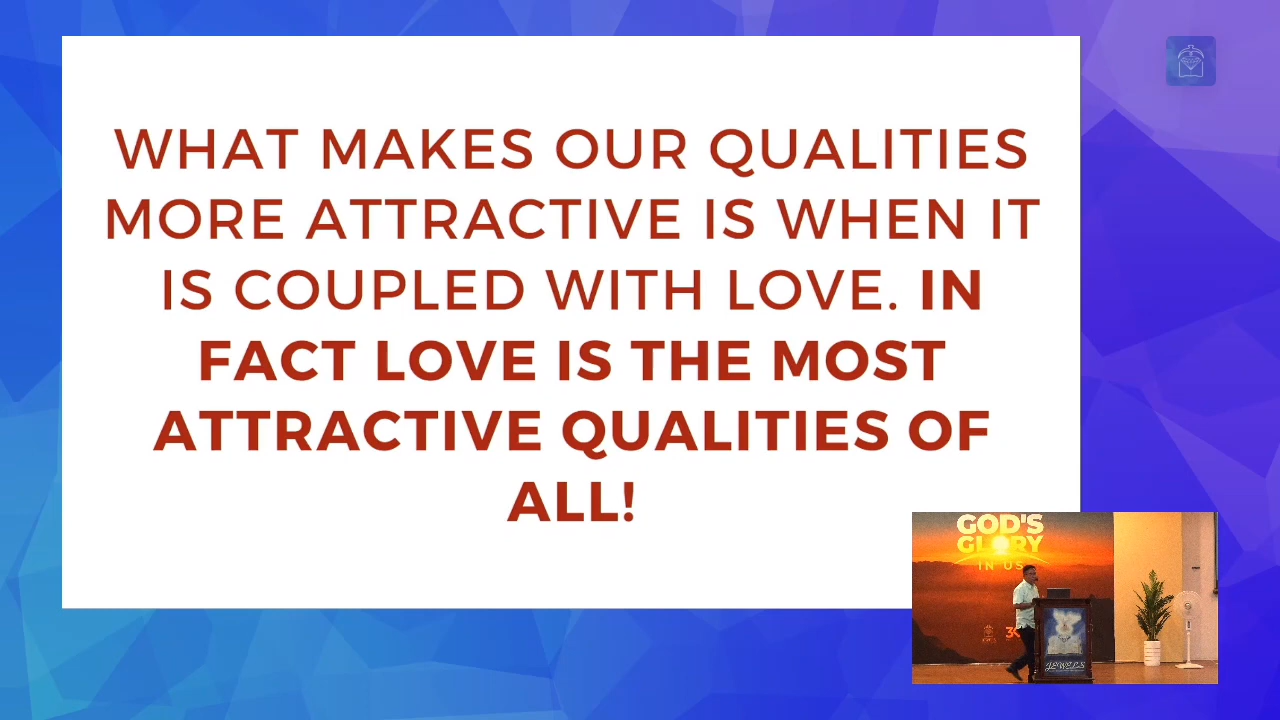 WHAT MAKES OUR QUALITIES
MORE ATTRACTIVE IS WHEN IT
IS COUPLED WITH LOVE. IN
FACT LOVE IS THE MOST
ATTRACTIVE QUALITIES OF
ALL!
GOD'S
GLORY
IN US
JEWELS